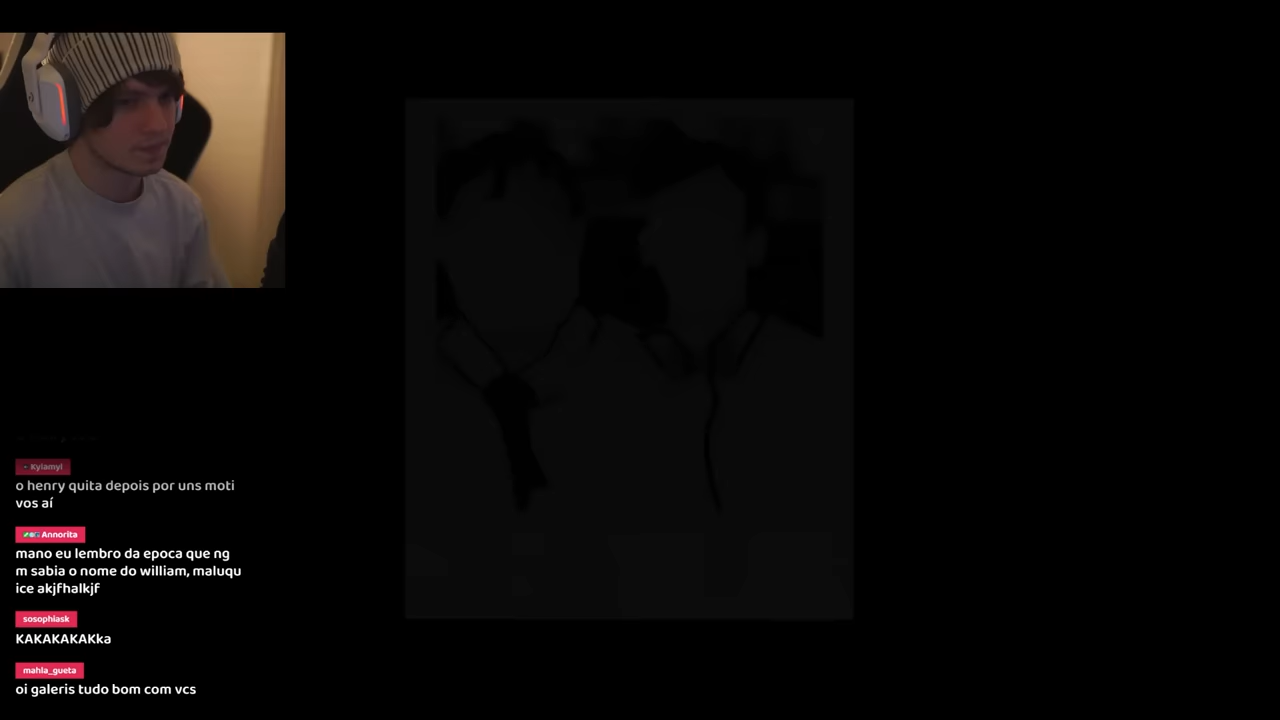 Kylamyl
o henry quita depois por uns moti
vos aí
Annorita
mano eu lembro da epoca que ng
m sabia o nome do william, maluqu
ice akjfhalkjf
sosophiask
KAKAKAKAKka
mahla_gueta
oi galeris tudo bom com vcs